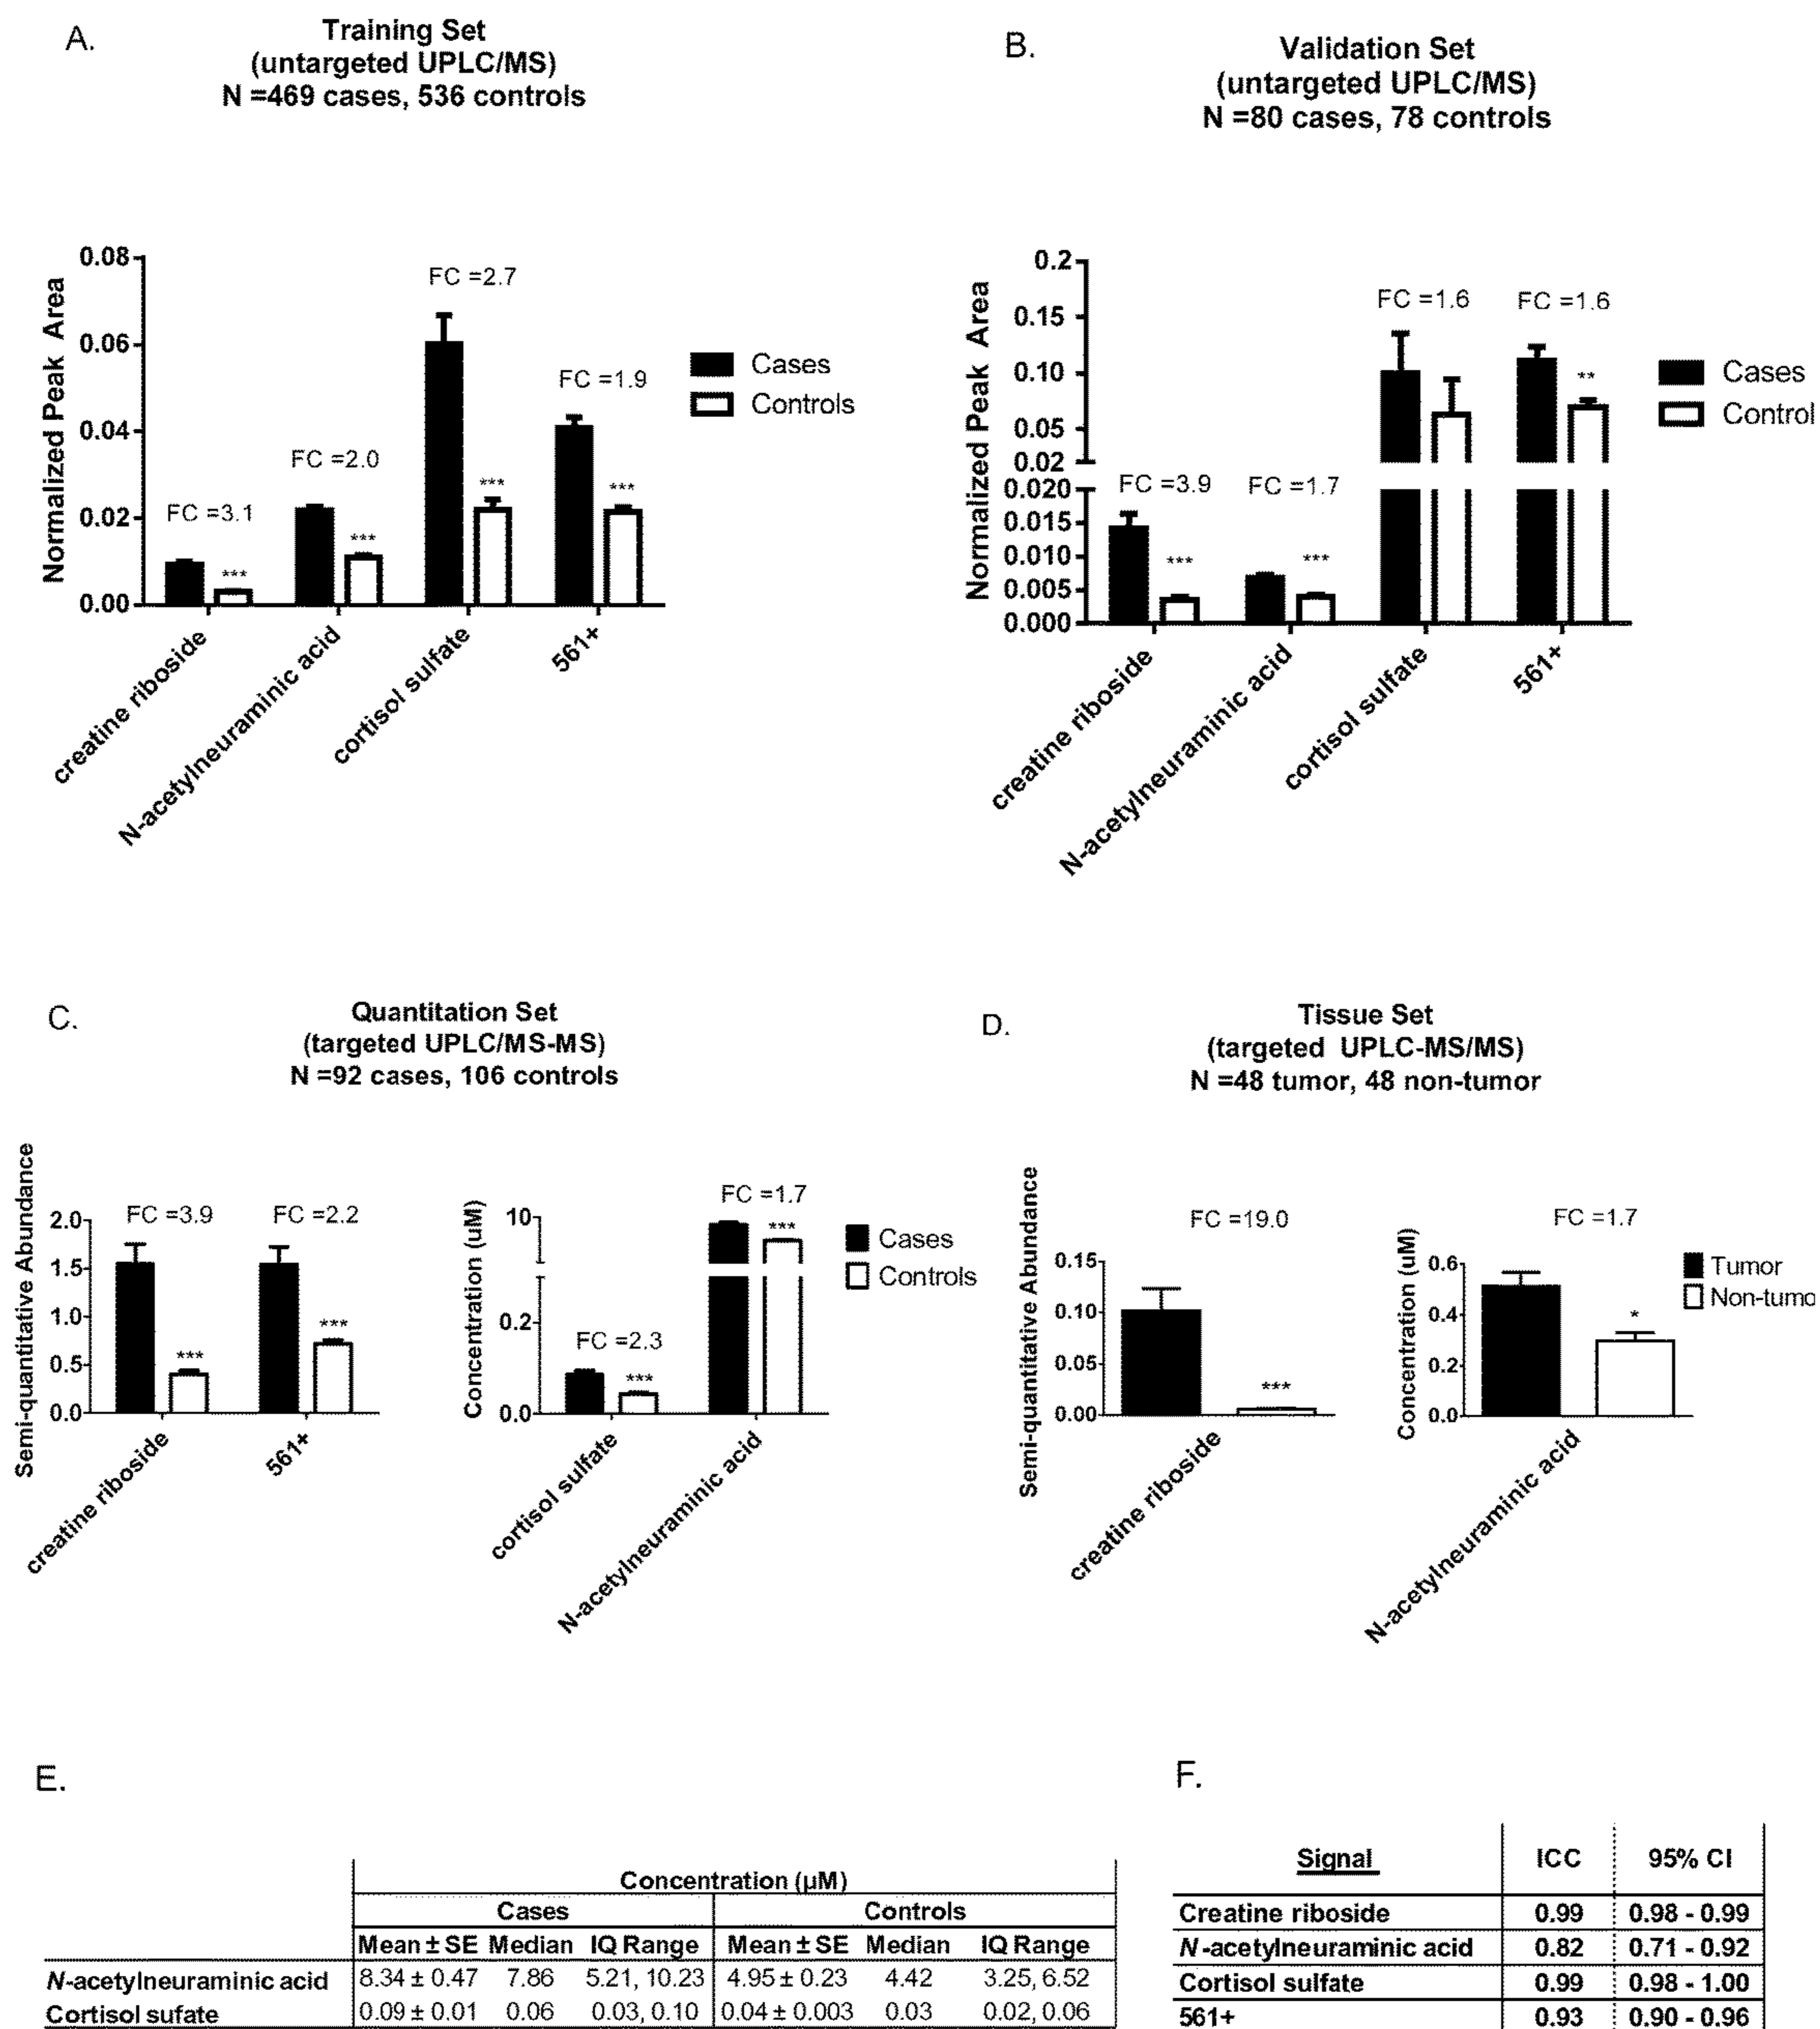 A.
Training Set
(untargeted UPLC/MS)
N =469 cases, 536 controls
Normalized Peak Area
0.08
0.06
0.04
0.02
0.00
FC =3.1
FC =2.0
FC =2.7
FC =1.9
***
***
***
***
Cases
Controls
creatine riboside
N-acetylneuraminic acid
cortisol sulfate
561+
B.
Validation Set
(untargeted UPLC/MS)
N =80 cases, 78 controls
Normalized Peak Area
0.2
0.15
0.10
0.05
0.02
0.020
0.015
0.010
0.005
0.000
FC =3.9
FC =1.7
FC =1.6
FC =1.6
***
***
**
Cases
Control
creatine riboside
N-acetylneuraminic acid
cortisol sulfate
561+
C.
Quantitation Set
(targeted UPLC/MS-MS)
N =92 cases, 106 controls
Semi-quantitative Abundance
2.0
1.5
1.0
0.5
0.0
FC =3.9
FC =2.2
***
***
creatine riboside
561+
Concentration (uM)
10
0.2
0.0
FC =2.3
FC =1.7
***
***
Cases
Controls
cortisol sulfate
N-acetylneuraminic acid
D.
Tissue Set
(targeted UPLC-MS/MS)
N =48 tumor, 48 non-tumor
Semi-quantitative Abundance
0.15
0.10
0.05
0.00
FC =19.0
***
creatine riboside
Concentration (uM)
0.6
0.4
0.2
0.0
FC =1.7
*
Tumor
Non-tumo
N-acetylneuraminic acid
E.
Concentration (µM)
Cases Controls
Mean ± SE Median IQ Range Mean ± SE Median IQ Range
N-acetylneuraminic acid 8.34 ± 0.47 7.86 5.21, 10.23 4.95 ± 0.23 4.42 3.25, 6.52
Cortisol sufate 0.09 ± 0.01 0.06 0.03, 0.10 0.04 ± 0.003 0.03 0.02, 0.06
F.
Signal ICC 95% CI
Creatine riboside 0.99 0.98 - 0.99
N-acetylneuraminic acid 0.82 0.71 - 0.92
Cortisol sulfate 0.99 0.98 - 1.00
561+ 0.93 0.90 - 0.96